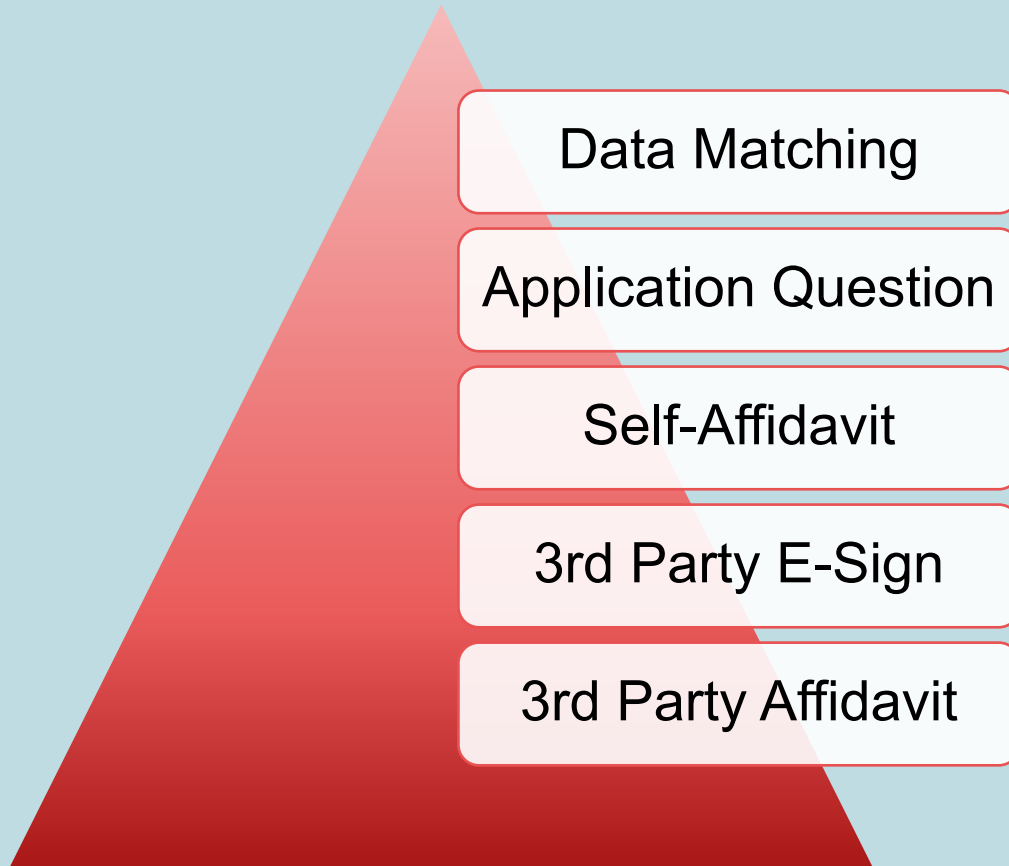 Data Matching
Application Question
Self-Affidavit
3rd Party E-Sign
3rd Party Affidavit